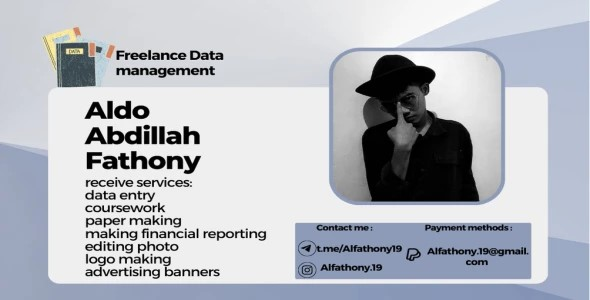 DATA
Freelance Data
management
Aldo
Abdillah
Fathony
receive services:
data entry
coursework
paper making
making financial reporting
editing photo
logo making
advertising banners
Contact me :
t.me/Alfathony19
Alfathony.19
Payment methods :
Alfathony.19@gmail.
com